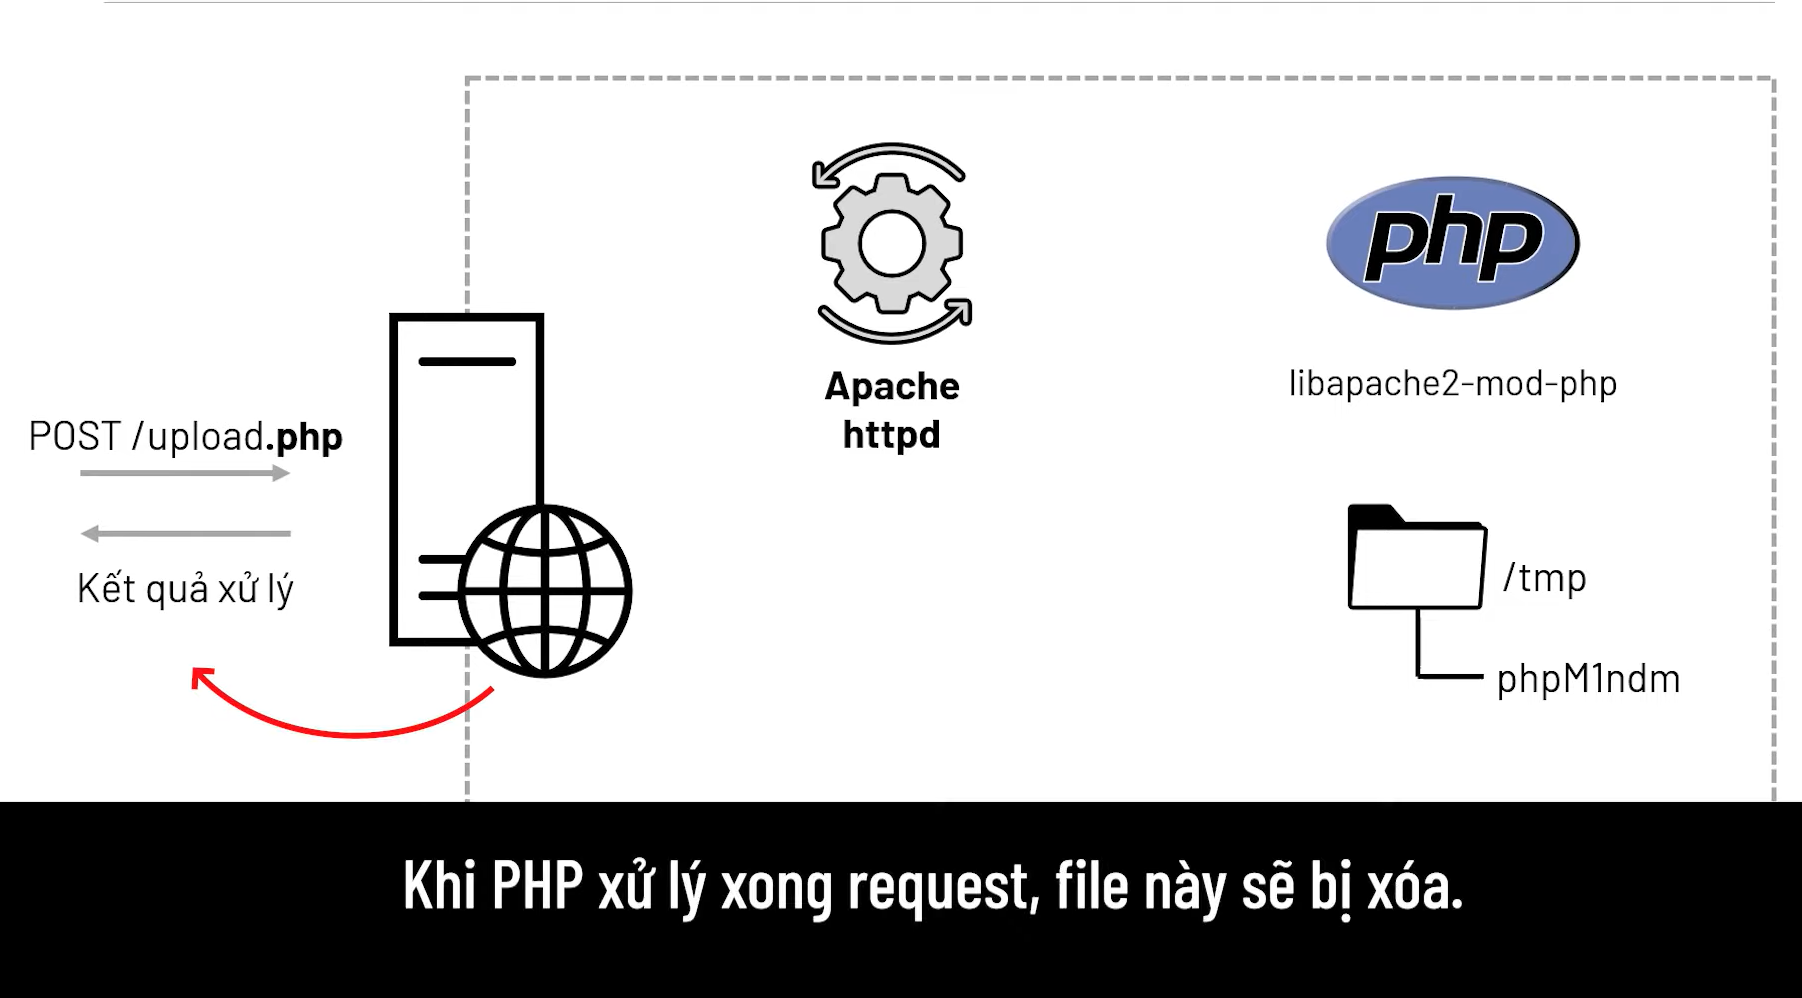 php
Apache
httpd
libapache2-mod-php
POST /upload.php
Kết quả xử lý
/tmp
phpM1ndm
Khi PHP xử lý xong request, file này sẽ bị xóa.